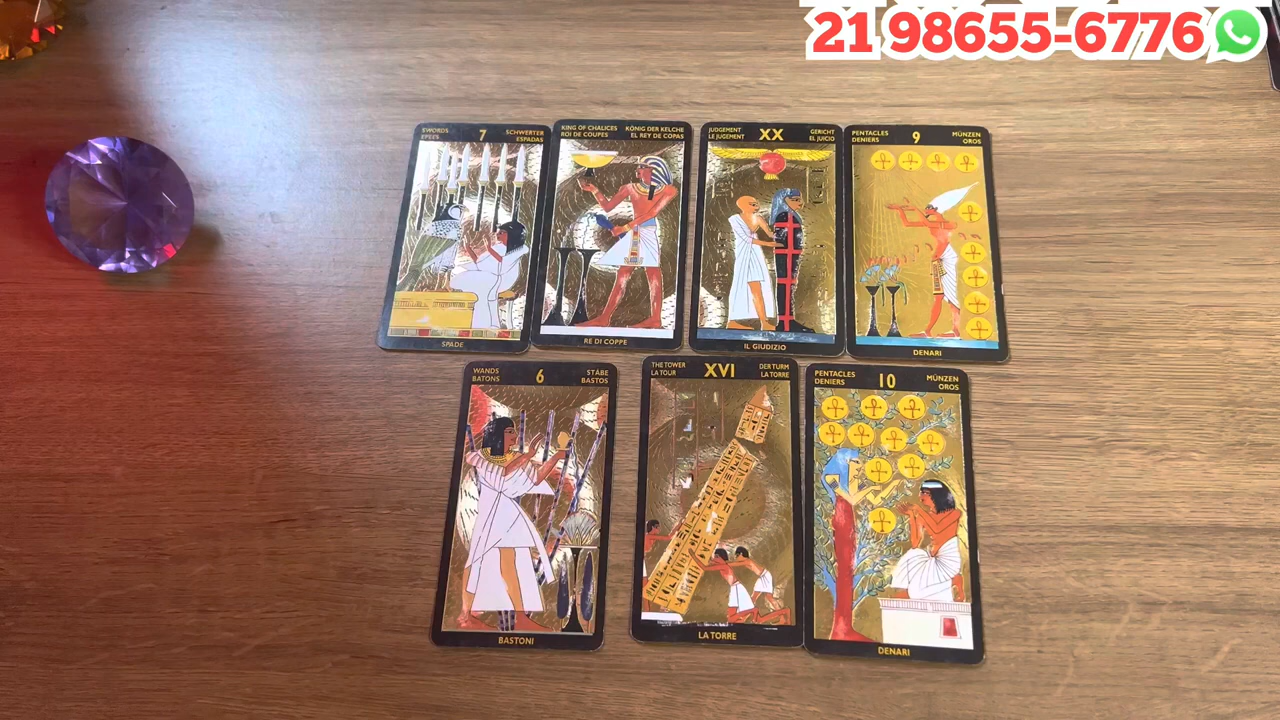 21 98655-6776
SWORDS
EPEES
7
SCHWERTER
ESPADAS
SPADE
KING OF CHALICES
ROI DE COUPES
KÖNIG DER KELCHE
EL REY DE COPAS
RE DI COPPE
JUDGEMENT
LE JUGEMENT
XX
GERICHT
EL JUICIO
IL GIUDIZIO
PENTACLES
DENIERS
9
MÜNZEN
OROS
DENARI
WANDS
BATONS
6
STÄBE
BASTOS
BASTONI
THE TOWER
LA TOUR
XVI
DER TURM
LA TORRE
LA TORRE
PENTACLES
DENIERS
10
MÜNZEN
OROS
DENARI